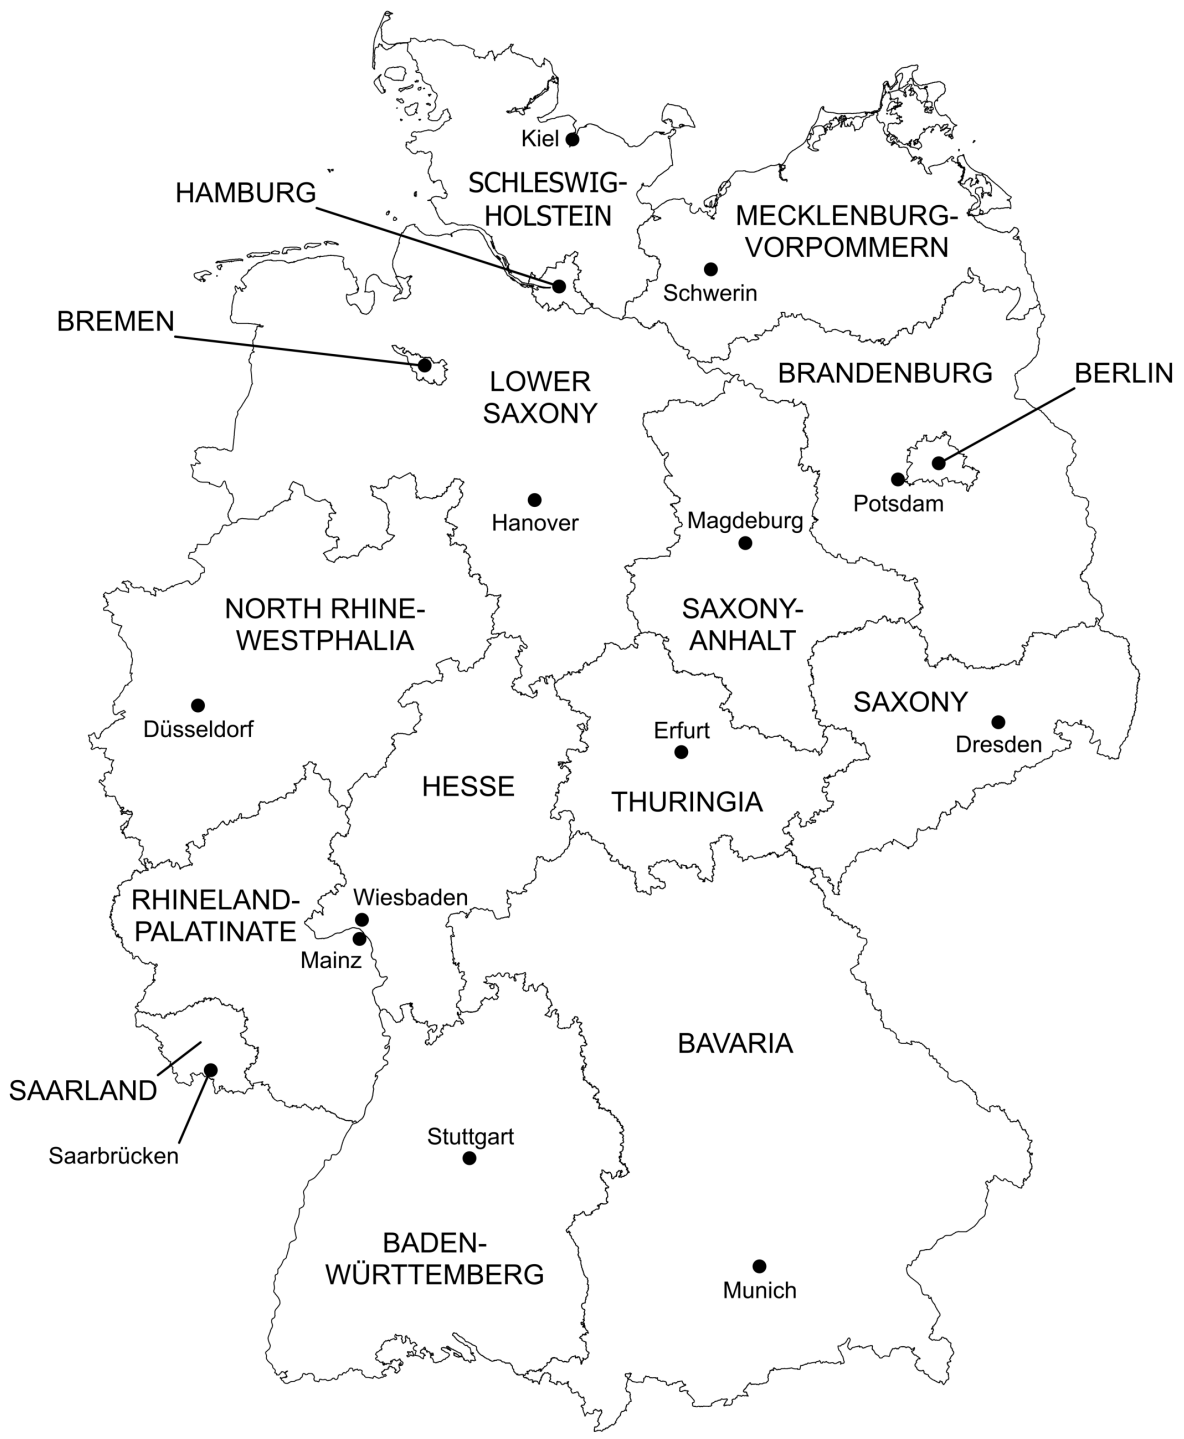 Kiel
SCHLESWIG-
HOLSTEIN
HAMBURG
MECKLENBURG-
VORPOMMERN
Schwerin
BREMEN
LOWER
SAXONY
BRANDENBURG
BERLIN
Potsdam
Hanover
Magdeburg
NORTH RHINE-
WESTPHALIA
SAXONY-
ANHALT
SAXONY
Düsseldorf
Erfurt
Dresden
HESSE
THURINGIA
RHINELAND-
PALATINATE
Wiesbaden
Mainz
BAVARIA
SAARLAND
Saarbrücken
Stuttgart
BADEN-
WÜRTTEMBERG
Munich